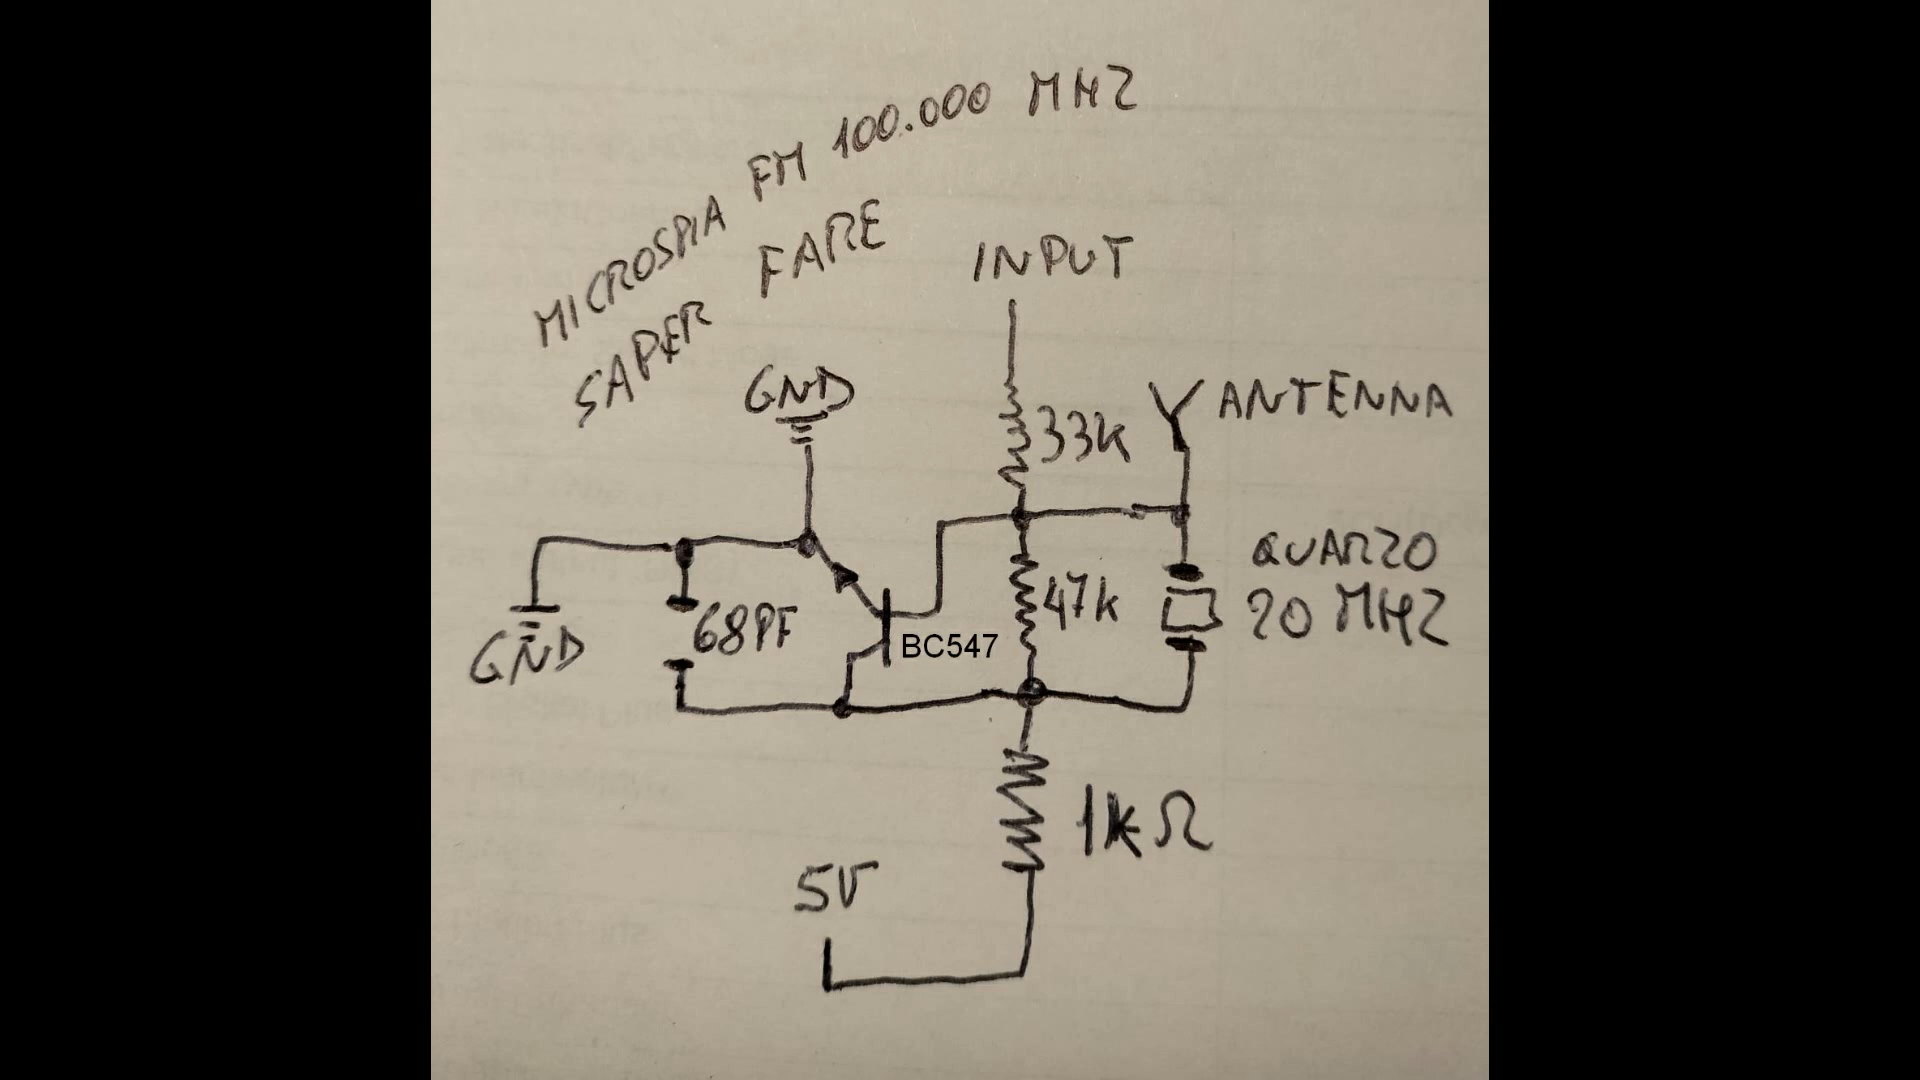 MICROSPIA FM 100.000 MHZ
SAPER FARE
INPUT
GND
33K
ANTENNA
QUARZO
20 MHZ
47K
68PF
BC547
GND
1KΩ
5V